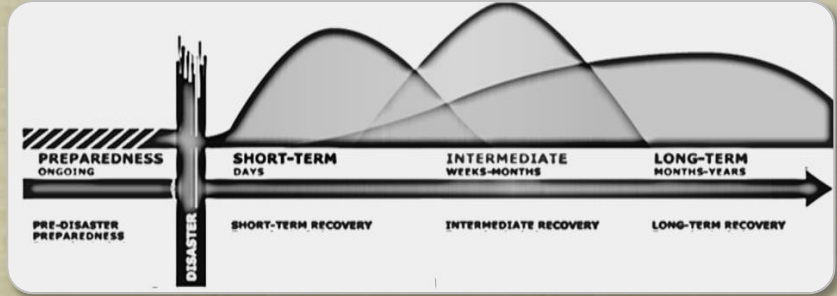 PREPAREDNESS
ONGOING
SHORT-TERM
DAYS
INTERMEDIATE
WEEKS-MONTHS
LONG-TERM
MONTHS-YEARS
DISASTER
PRE-DISASTER
PREPAREDNESS
SHORT-TERM RECOVERY
INTERMEDIATE RECOVERY
LONG-TERM RECOVERY